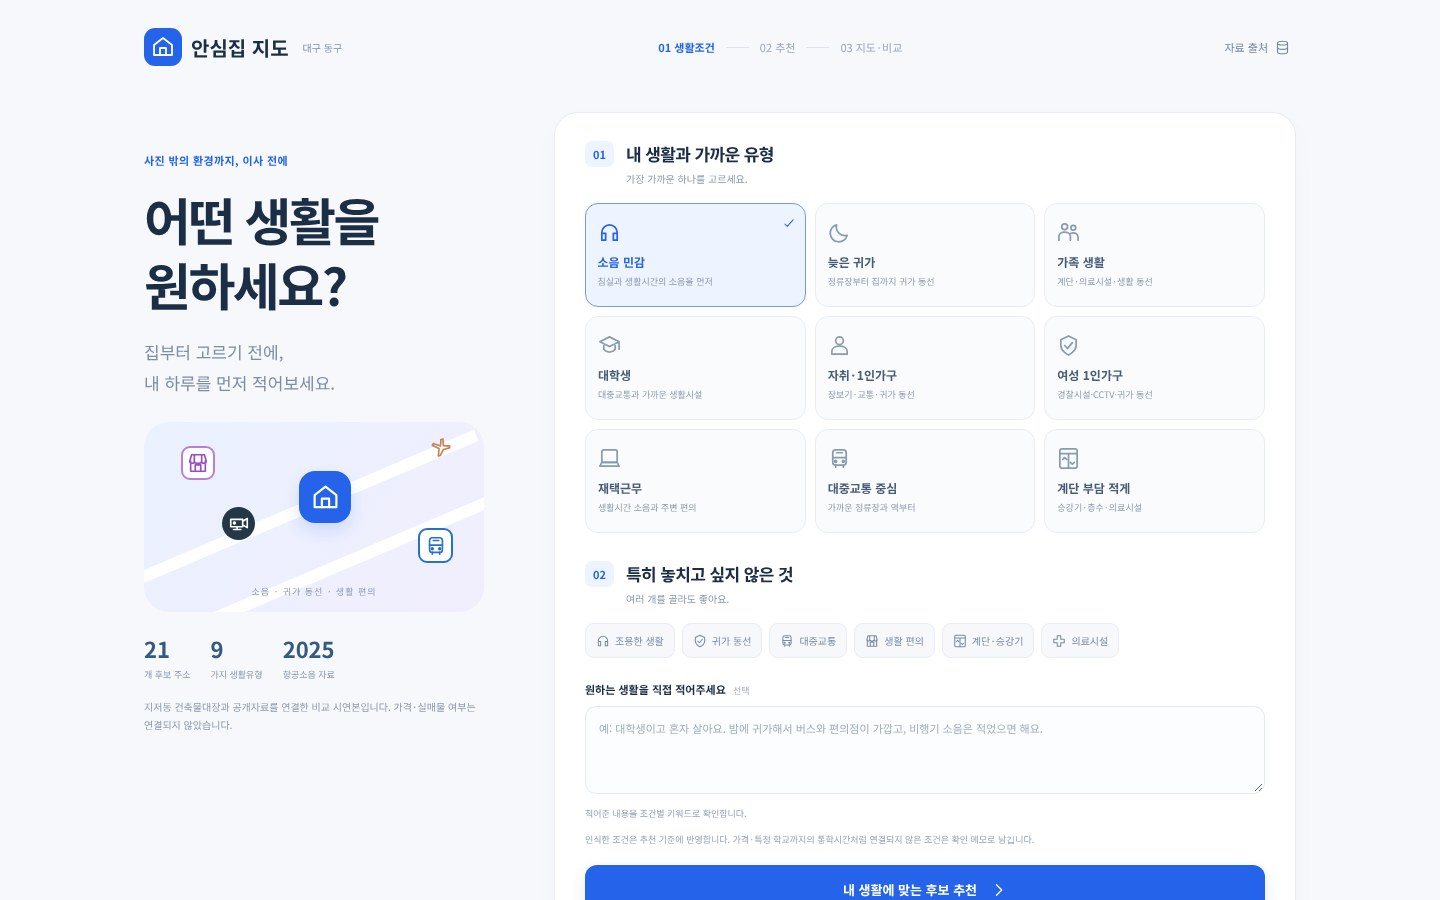 안심집 지도
대구 동구
01 생활조건
02 추천
03 지도·비교
자료 출처
사진 밖의 환경까지, 이사 전에
어떤 생활을
원하세요?
집부터 고르기 전에,
내 하루를 먼저 적어보세요.
소음 · 귀가 동선 · 생활 편의
21
개 후보 주소
9
가지 생활유형
2025
항공소음 자료
지저동 건축물대장과 공개자료를 연결한 비교 시연본입니다. 가격·실매물 여부는
연결되지 않았습니다.
01
내 생활과 가까운 유형
가장 가까운 하나를 고르세요.
소음 민감
침실과 생활시간의 소음을 먼저
늦은 귀가
정류장부터 집까지 귀가 동선
가족 생활
계단·의료시설·생활 동선
대학생
대중교통과 가까운 생활시설
자취·1인가구
장보기·교통·귀가 동선
여성 1인가구
경찰시설·CCTV·귀가 동선
재택근무
생활시간 소음과 주변 편의
대중교통 중심
가까운 정류장과 역부터
계단 부담 적게
승강기·층수·의료시설
02
특히 놓치고 싶지 않은 것
여러 개를 골라도 좋아요.
조용한 생활
귀가 동선
대중교통
생활 편의
계단·승강기
의료시설
원하는 생활을 직접 적어주세요 선택
예: 대학생이고 혼자 살아요. 밤에 귀가해서 버스와 편의점이 가깝고, 비행기 소음은 적었으면 해요.
적어준 내용을 조건별 키워드로 확인합니다.
인식한 조건은 추천 기준에 반영합니다. 가격·특정 학교까지의 통학시간처럼 연결되지 않은 조건은 확인 메모로 남깁니다.
내 생활에 맞는 후보 추천